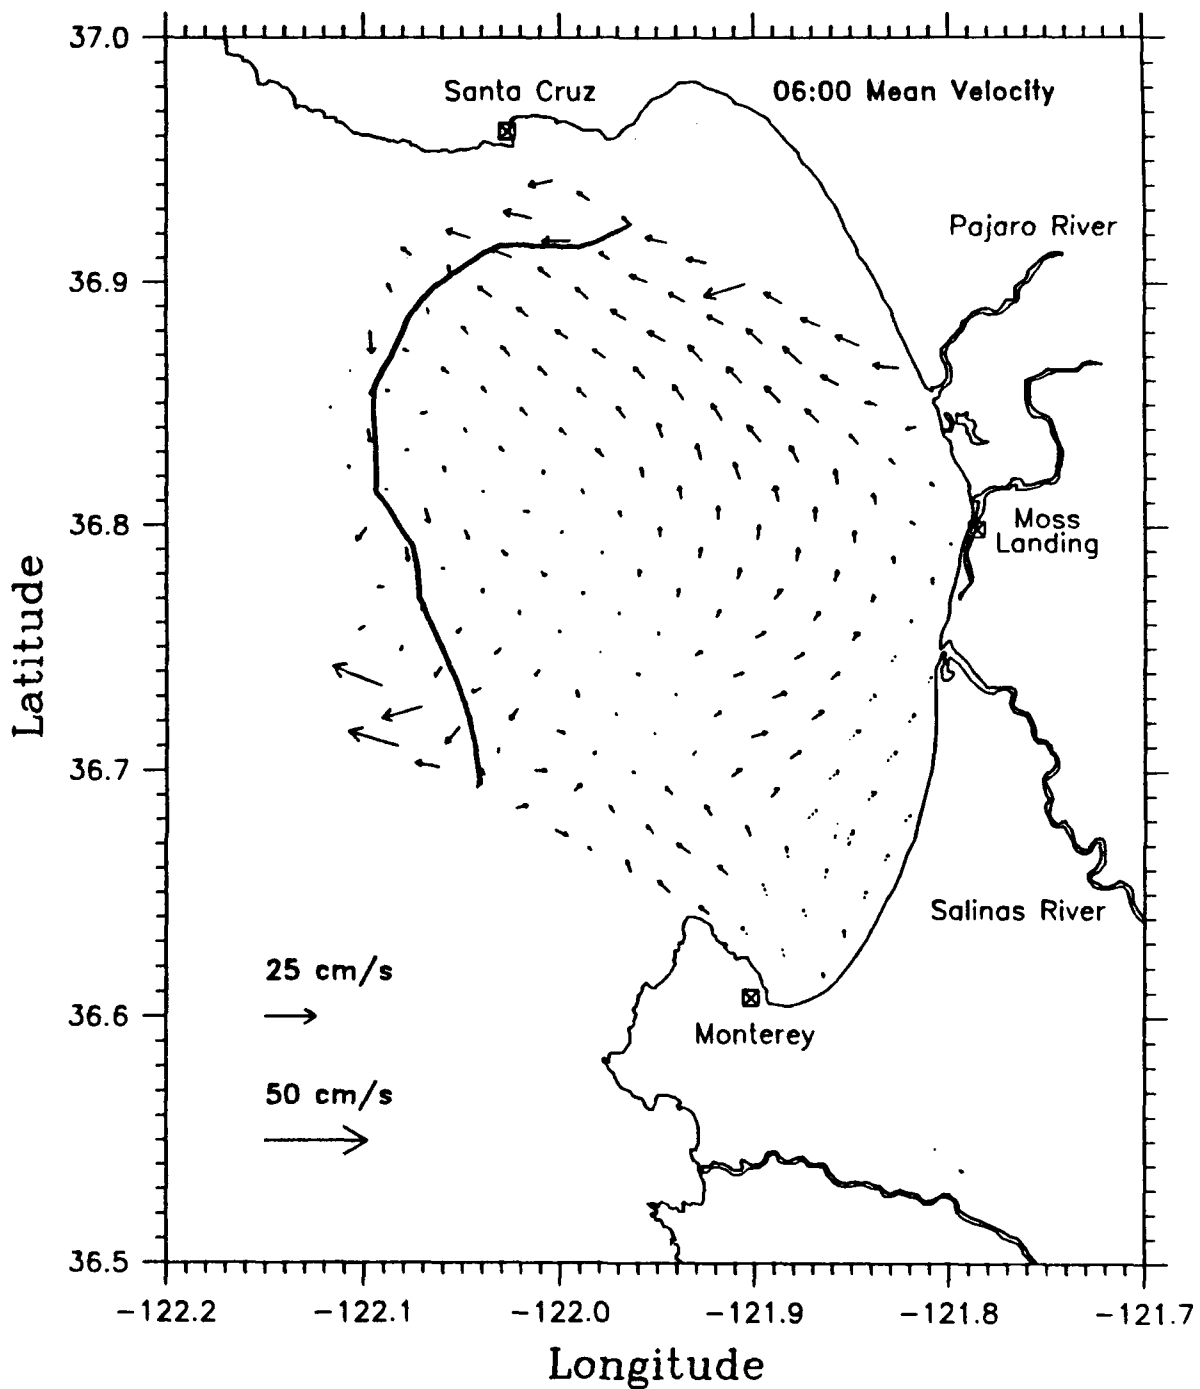 37.0
Santa Cruz
06:00 Mean Velocity
Pajaro River
36.9
36.8
Moss
Landing
Latitude
36.7
Salinas River
25 cm/s
36.6
Monterey
50 cm/s
36.5
-122.2 -122.1 -122.0 -121.9 -121.8 -121.7
Longitude